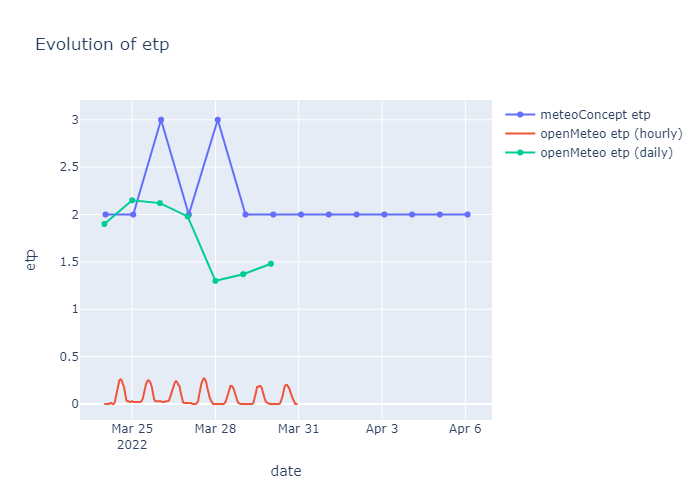 Evolution of etp
meteoConcept etp
openMeteo etp (hourly)
openMeteo etp (daily)
3
2.5
2
1.5
1
0.5
0
etp
Mar 25
2022
Mar 28
Mar 31
Apr 3
Apr 6
date